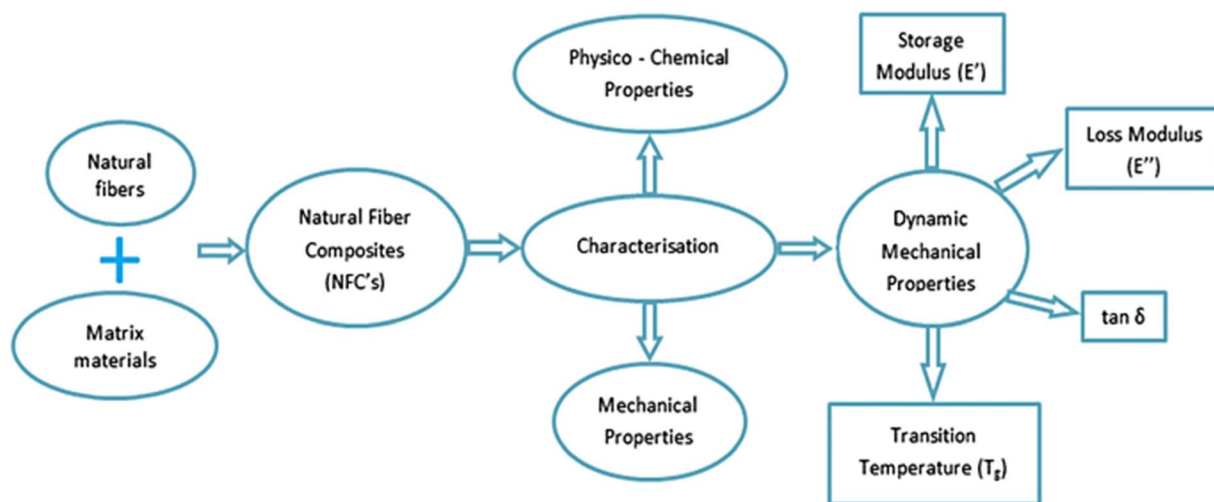 Natural
fibers
+
Matrix
materials
Natural Fiber
Composites
(NFC's)
Physico - Chemical
Properties
Characterisation
Mechanical
Properties
Dynamic
Mechanical
Properties
Storage
Modulus (E')
Loss Modulus
(E'')
tan δ
Transition
Temperature (Tg)